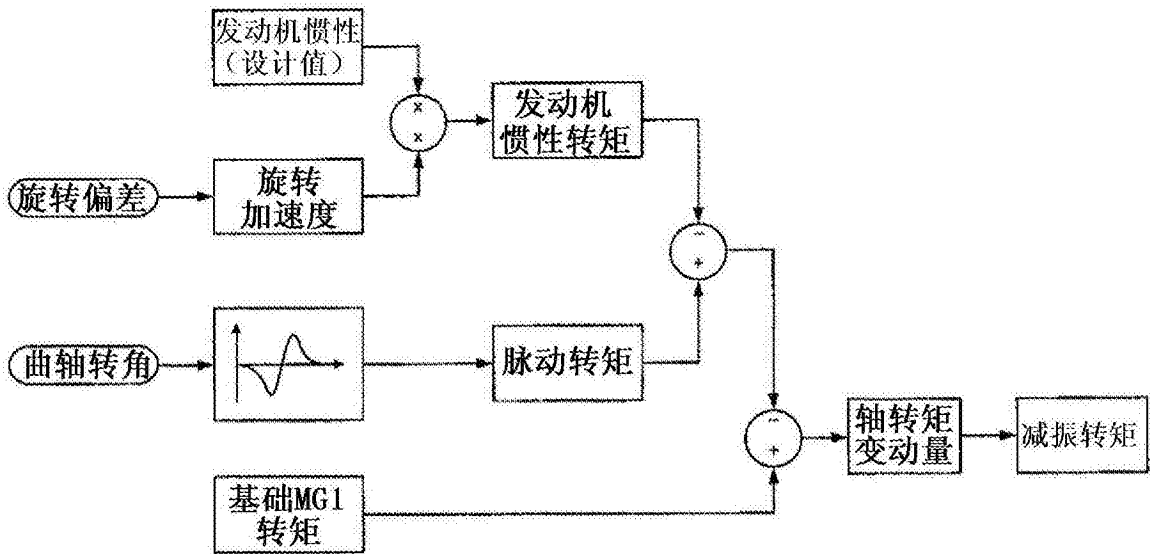 发动机惯性
（设计值）
×
×
发动机
惯性转矩
旋转偏差
旋转
加速度
−
+
曲轴转角
脉动转矩
−
+
轴转矩
变动量
减振转矩
基础MG1
转矩